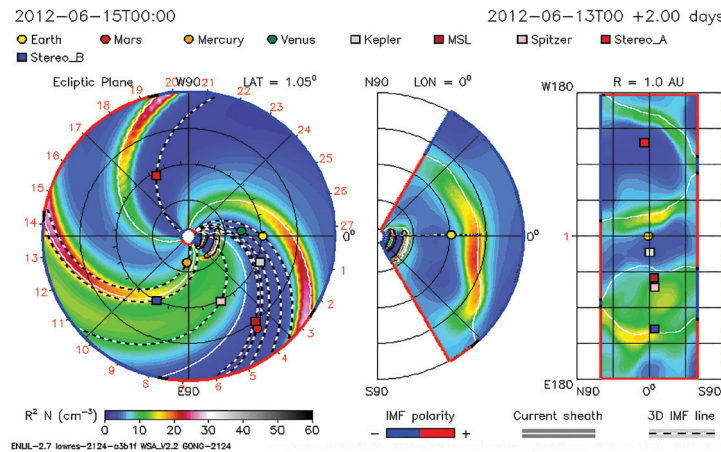 2012-06-15T00:00 2012-06-13T00 +2.00 days
Earth Mars Mercury Venus Kepler MSL Spitzer Stereo_A
Stereo_B
Ecliptic Plane W90 LAT = 1.05° N90 LON = 0° W180 R = 1.0 AU
19 20 21 22
18 23
17 24
16 25
15 26
14 27 0° 0° 1
13 1
12 2
11 3
10 4
9 8 7 6 5
E90 S90 E180 N90 0° S90
R² N (cm⁻³) IMF polarity Current sheath 3D IMF line
0 10 20 30 40 50 60 - +
ENLIL-2.7 lowres-2124-a3b1f WSA_V2.2 GONG-2124